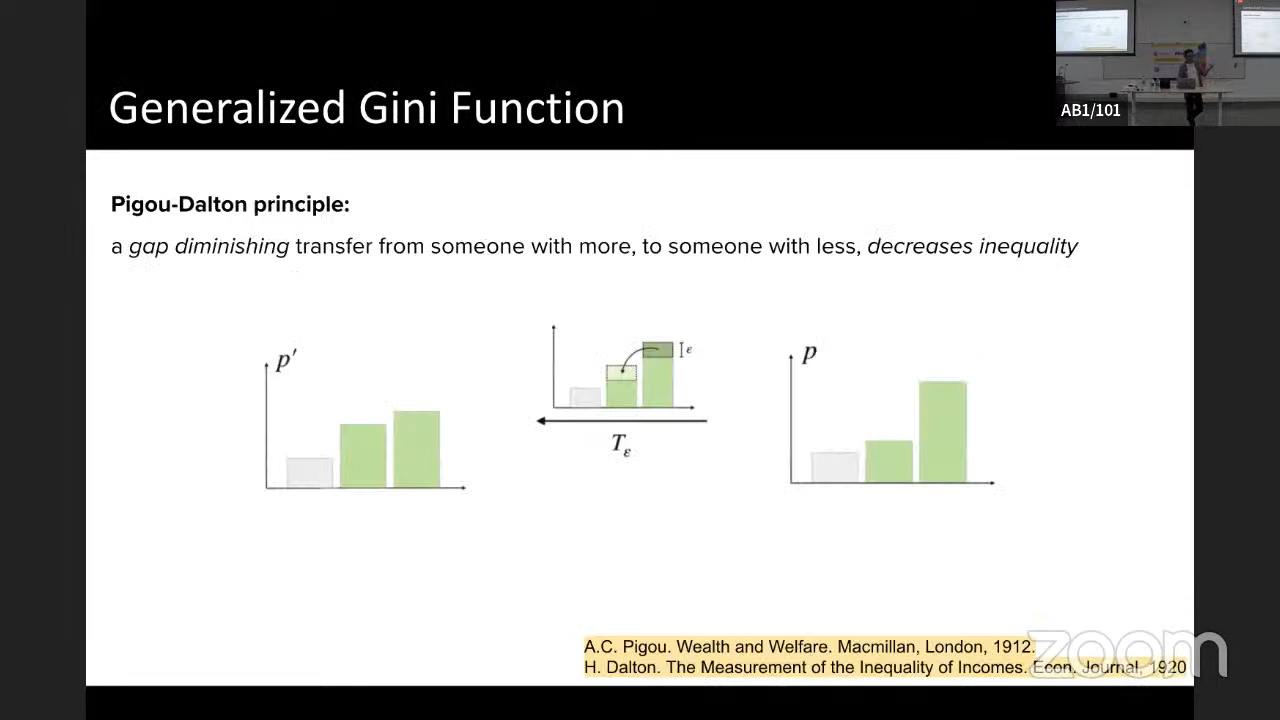 Generalized Gini Function
AB1/101
Pigou-Dalton principle:
a gap diminishing transfer from someone with more, to someone with less, decreases inequality
p′
ε
p
Tε
A.C. Pigou. Wealth and Welfare. Macmillan, London, 1912.
H. Dalton. The Measurement of the Inequality of Incomes. Econ. Journal, 1920
zoom